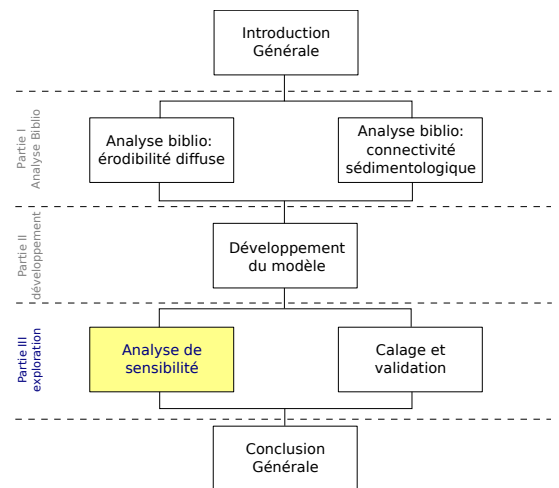 Introduction
Générale
Partie I
Analyse Biblio
Analyse biblio:
érodibilité diffuse
Analyse biblio:
connectivité
sédimentologique
Partie II
développement
Développement
du modèle
Partie III
exploration
Analyse de
sensibilité
Calage et
validation
Conclusion
Générale